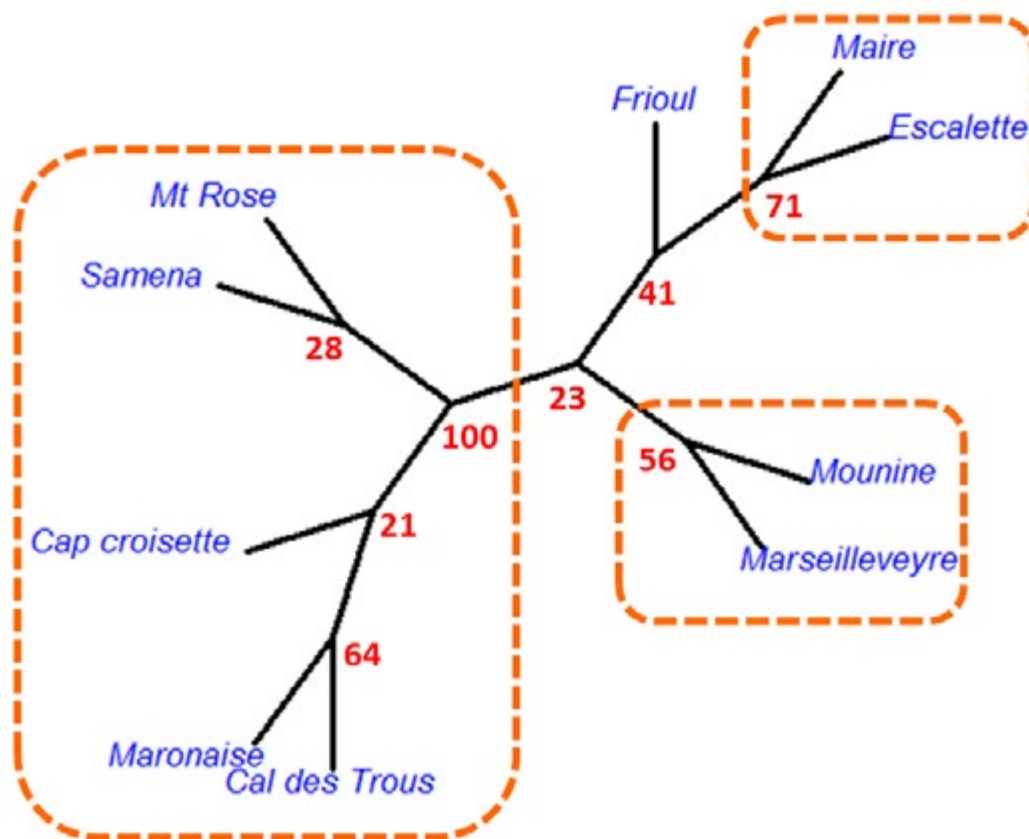 Maire
Frioul
Escalette
Mt Rose
71
Samena
41
28
23
100
56
Mounine
Cap croisette
21
Marseilleveyre
64
Maronaise
Cal des Trous